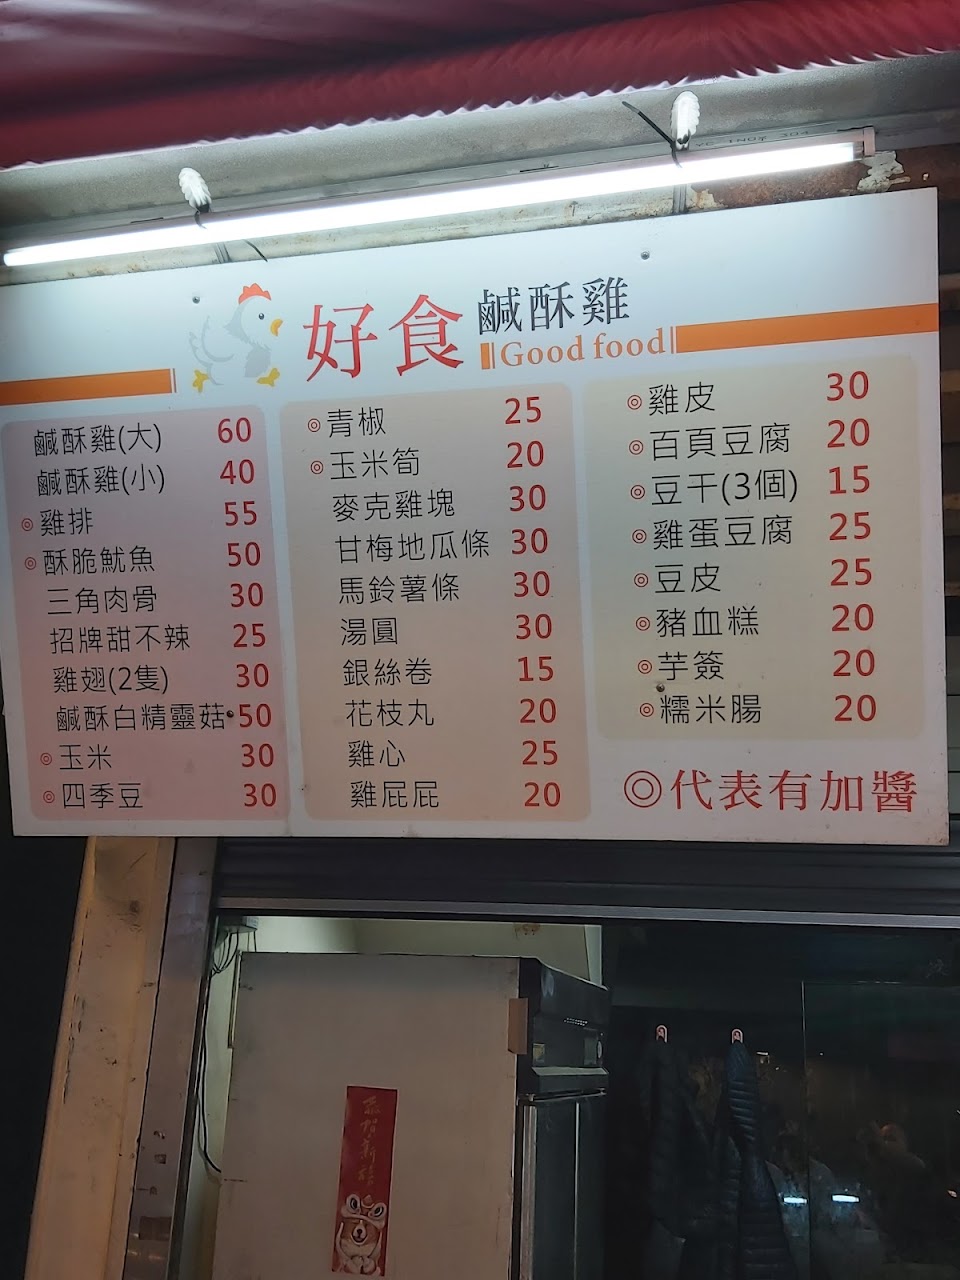 好食 鹹酥雞
Good food
鹹酥雞(大) 60
鹹酥雞(小) 40
◎雞排 55
◎酥脆魷魚 50
三角肉骨 30
招牌甜不辣 25
雞翅(2隻) 30
鹹酥白精靈菇 50
◎玉米 30
◎四季豆 30
◎青椒 25
◎玉米筍 20
麥克雞塊 30
甘梅地瓜條 30
馬鈴薯條 30
湯圓 30
銀絲卷 15
花枝丸 20
雞心 25
雞屁屁 20
◎雞皮 30
◎百頁豆腐 20
◎豆干(3個) 15
◎雞蛋豆腐 25
◎豆皮 25
◎豬血糕 20
◎芋簽 20
◎糯米腸 20
◎代表有加醬
恭賀新禧